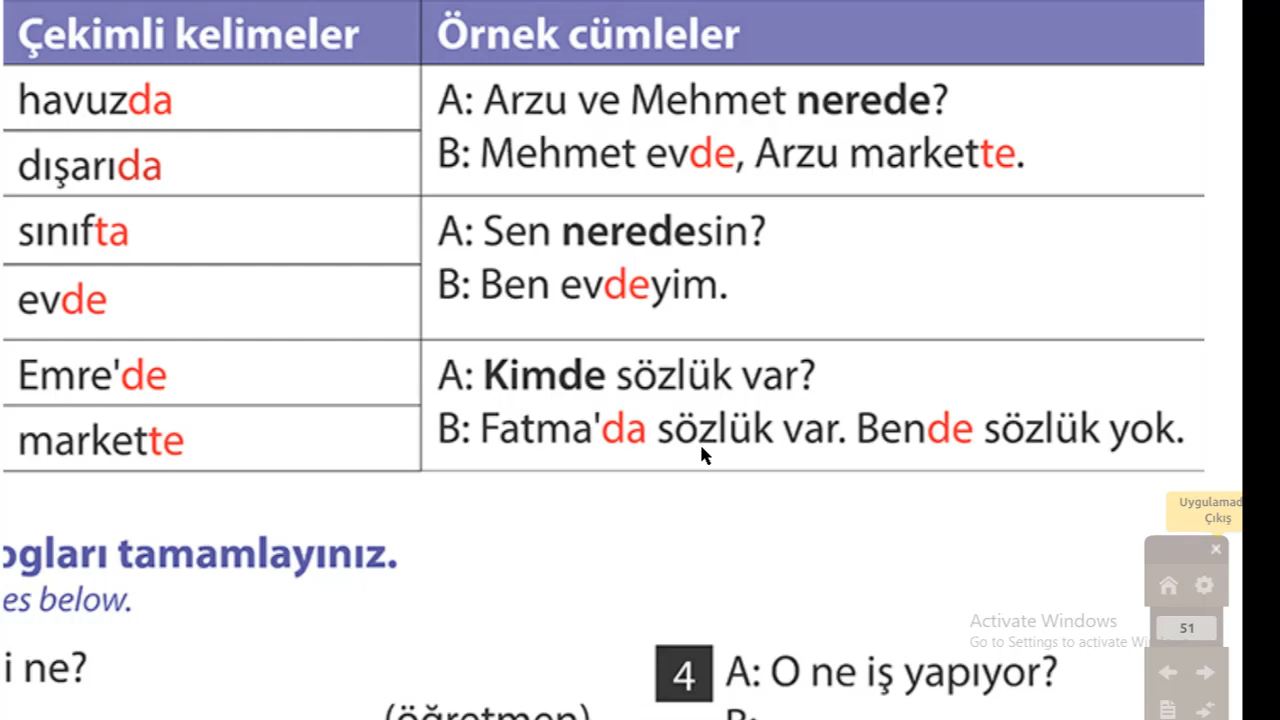 Çekimli kelimeler
Örnek cümleler
havuzda
dışarıda
A: Arzu ve Mehmet nerede?
B: Mehmet evde, Arzu markette.
sınıfta
evde
A: Sen neredesin?
B: Ben evdeyim.
Emre'de
markette
A: Kimde sözlük var?
B: Fatma'da sözlük var. Bende sözlük yok.
Uygulamad
Çıkış
ogları tamamlayınız.
es below.
Activate Windows
Go to Settings to activate Wi
51
i ne?
4 A: O ne iş yapıyor?
(öğretmen)
B: